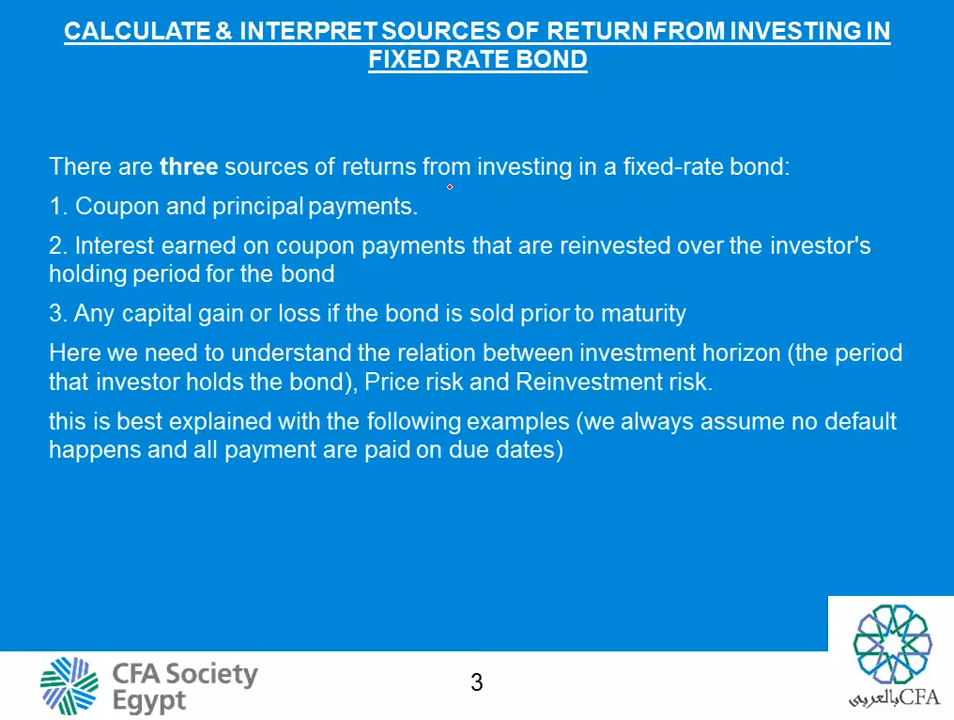 CALCULATE & INTERPRET SOURCES OF RETURN FROM INVESTING IN
FIXED RATE BOND
There are three sources of returns from investing in a fixed-rate bond:
1. Coupon and principal payments.
2. Interest earned on coupon payments that are reinvested over the investor's
holding period for the bond
3. Any capital gain or loss if the bond is sold prior to maturity
Here we need to understand the relation between investment horizon (the period
that investor holds the bond), Price risk and Reinvestment risk.
this is best explained with the following examples (we always assume no default
happens and all payment are paid on due dates)
CFA Society
Egypt
3
CFA بالعربي